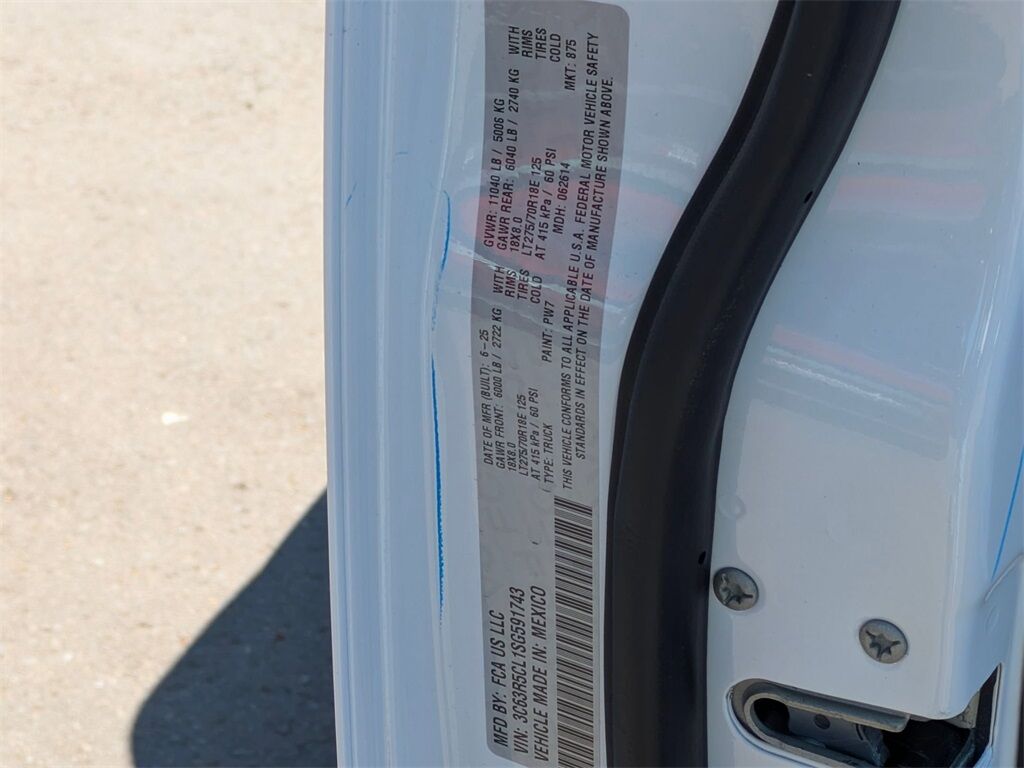 MFD BY: FCA US LLC
DATE OF MFR (BUILT): 6-25
GVWR: 11040 LB / 5006 KG
GAWR FRONT: 6000 LB / 2722 KG WITH
GAWR REAR: 6040 LB / 2740 KG WITH
18X8.0 RIMS
18X8.0 RIMS
LT275/70R18E 125 TIRES
LT275/70R18E 125 TIRES
AT 415 kPa / 60 PSI COLD
AT 415 kPa / 60 PSI COLD
VIN: 3C63R5CL1SG591743
TYPE: TRUCK PAINT: PW7 MDH: 062614 MKT: 875
VEHICLE MADE IN: MEXICO
THIS VEHICLE CONFORMS TO ALL APPLICABLE U.S.A. FEDERAL MOTOR VEHICLE SAFETY
STANDARDS IN EFFECT ON THE DATE OF MANUFACTURE SHOWN ABOVE.